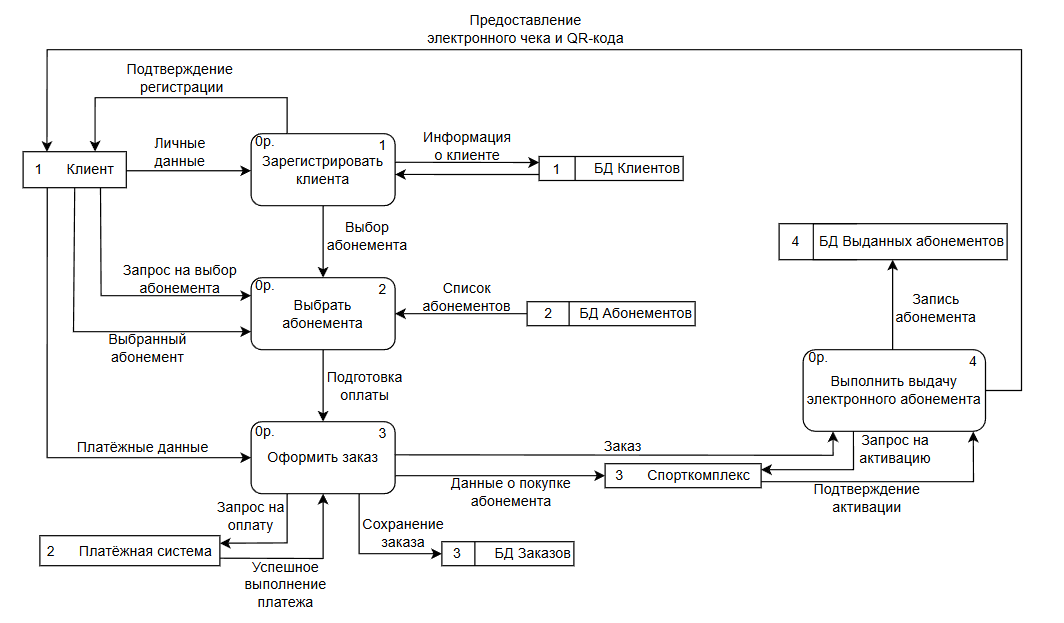 Предоставление
электронного чека и QR-кода
Подтверждение
регистрации
Личные
данные
0р.
1
Зарегистрировать
клиента
Информация
о клиенте
1 Клиент
1 БД Клиентов
Выбор
абонемента
4 БД Выданных абонементов
Запрос на выбор
абонемента
0р.
2
Выбрать
абонемента
Список
абонементов
2 БД Абонементов
Запись
абонемента
Выбранный
абонемент
Подготовка
оплаты
0р.
4
Выполнить выдачу
электронного абонемента
Платёжные данные
0р.
3
Оформить заказ
Заказ
Запрос на
активацию
Данные о покупке
абонемента
3 Спорткомплекс
Подтверждение
активации
Запрос на
оплату
Сохранение
заказа
2 Платёжная система
3 БД Заказов
Успешное
выполнение
платежа